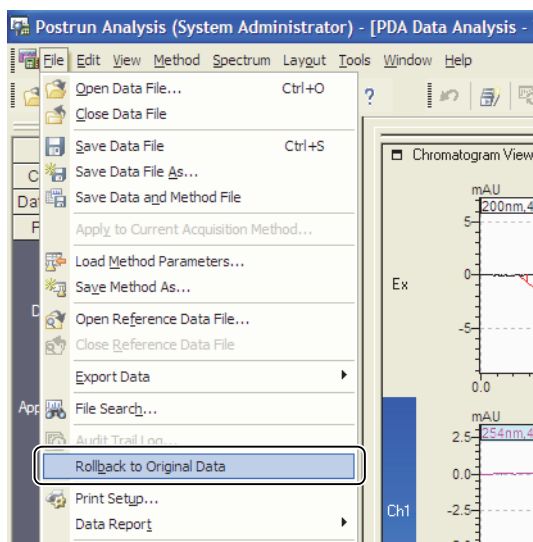 Postrun Analysis (System Administrator) - [PDA Data Analysis -
File Edit View Method Spectrum Layout Tools Window Help
Open Data File... Ctrl+O
?
Close Data File
Save Data File Ctrl+S
Save Data File As...
Save Data and Method File
Apply to Current Acquisition Method...
Load Method Parameters...
Save Method As...
Open Reference Data File...
Close Reference Data File
Export Data
File Search...
Audit Trail Log...
Rollback to Original Data
Print Setup...
Data Report
C
Da
P
D
App
Chromatogram View
mAU
200nm,4
5
0
Ex
-5
0.0
mAU
2.5
254nm,4
0.0
Ch1
-2.5